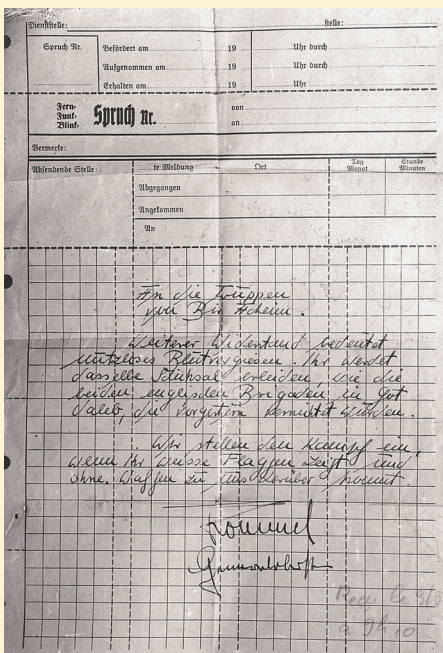 Dienststelle: Stelle:
Spruch Nr. Befördert am 19 Uhr durch
Aufgenommen am 19 Uhr durch
Erhalten am 19 Uhr
Fern-
Funk- Spruch nr. von
Blink- an
Vermerke:
Absendende Stelle: te Meldung Ort Tag Monat Stunde Minuten
Abgegangen
Angekommen
An
An die Truppen
von Bir Acheim.
Weiterer Widerstand bedeutet
nutzloses Blutvergiesen. Ihr werdet
dasselbe Schicksal erleiden, wie die
beiden englischen Brigaden, in Got
Saleb, die vorgestern vernichtet wurden.
Wir stellen den Kampf ein,
wenn Ihr weisse Flaggen zeigt und
ohne Waffen zu uns herüber kommt.
Rommel
Generaloberst